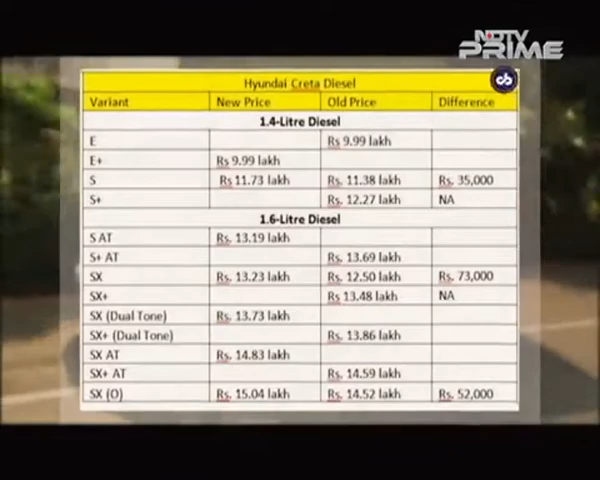 NDTV
PRIME
cb
Hyundai Creta Diesel
Variant New Price Old Price Difference
1.4-Litre Diesel
E Rs 9.99 lakh
E+ Rs 9.99 lakh
S Rs 11.73 lakh Rs. 11.38 lakh Rs. 35,000
S+ Rs. 12.27 lakh NA
1.6-Litre Diesel
S AT Rs. 13.19 lakh
S+ AT Rs. 13.69 lakh
SX Rs. 13.23 lakh Rs. 12.50 lakh Rs. 73,000
SX+ Rs 13.48 lakh NA
SX (Dual Tone) Rs. 13.73 lakh
SX+ (Dual Tone) Rs. 13.86 lakh
SX AT Rs. 14.83 lakh
SX+ AT Rs. 14.59 lakh
SX (O) Rs. 15.04 lakh Rs. 14.52 lakh Rs. 52,000